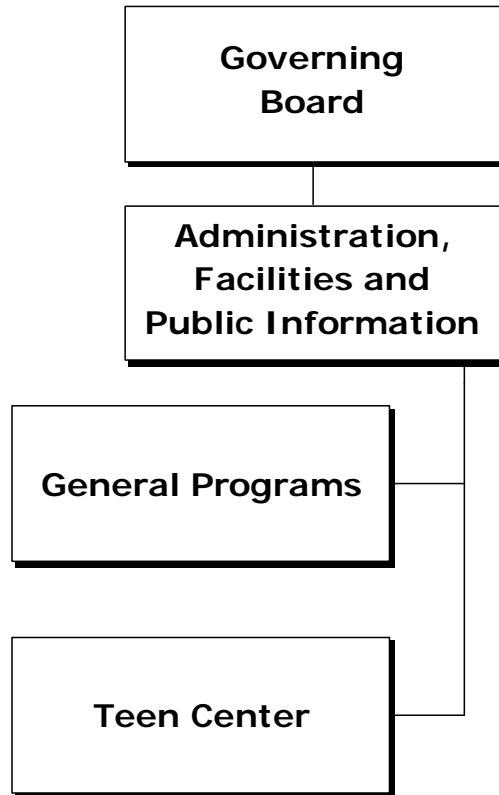 Governing
Board
Administration,
Facilities and
Public Information
General Programs
Teen Center